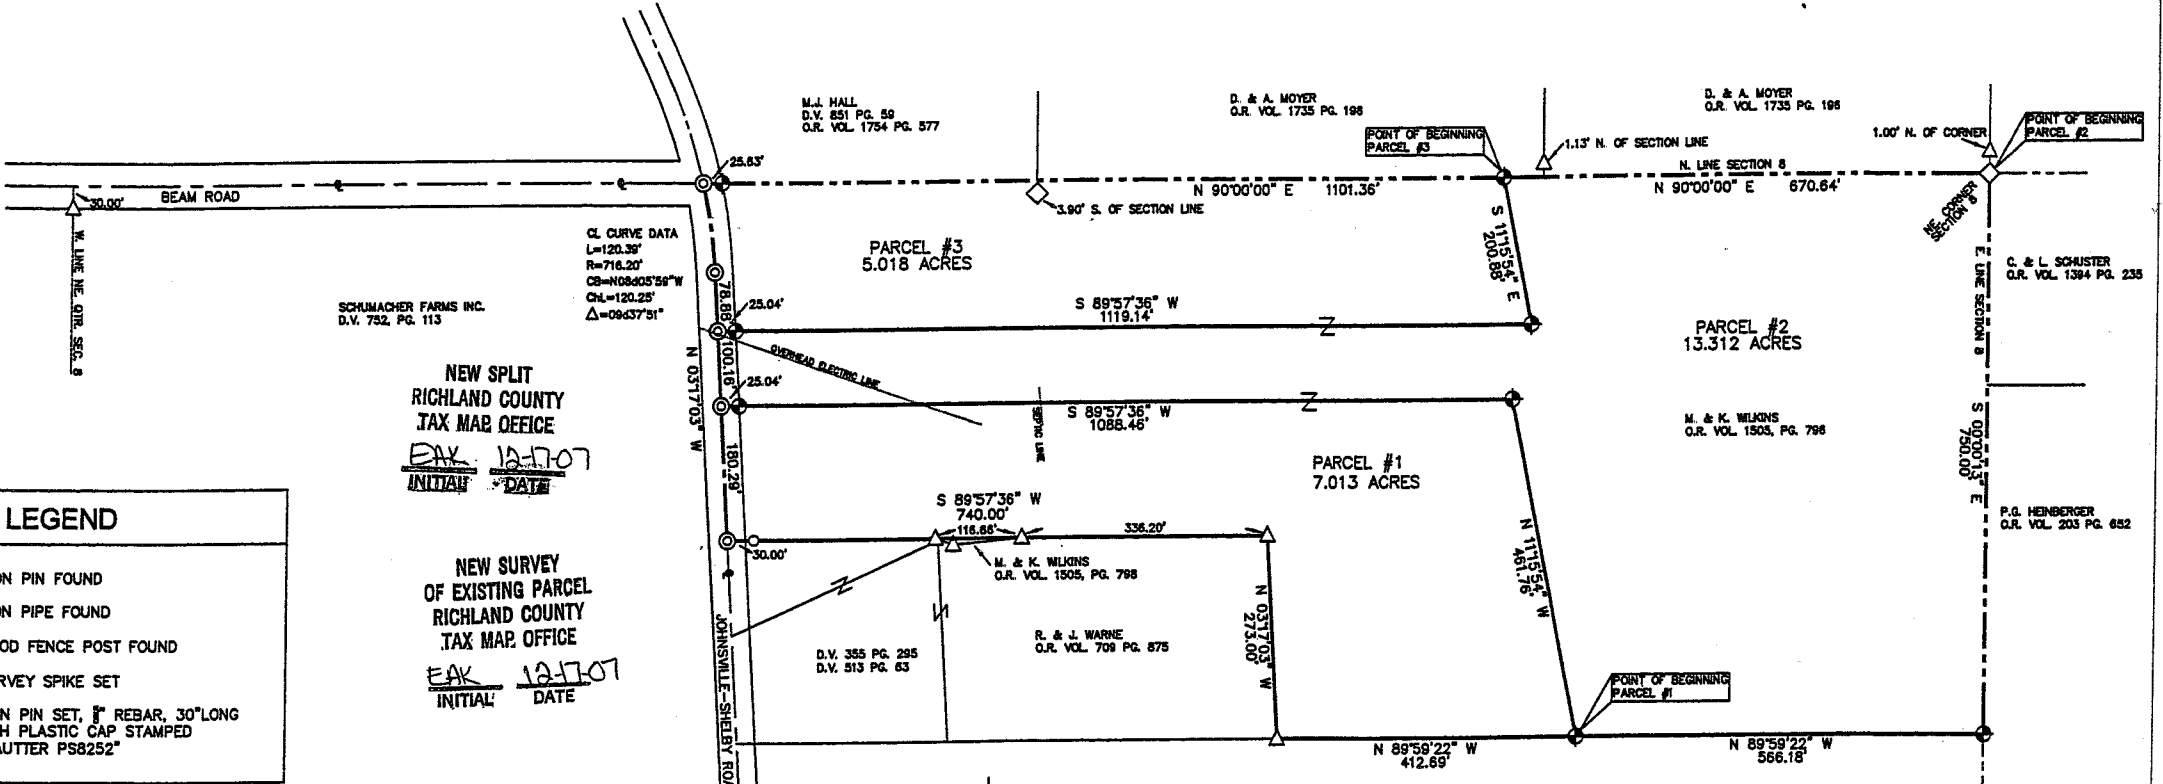 M.J. HALL
D.V. 851 PG. 59
O.R. VOL. 1754 PG. 577
D. & A. MOYER
O.R. VOL. 1735 PG. 196
D. & A. MOYER
O.R. VOL. 1735 PG. 196
POINT OF BEGINNING
PARCEL #3
1.13' N. OF SECTION LINE
1.00' N. OF CORNER
POINT OF BEGINNING
PARCEL #2
25.63'
N. LINE SECTION 8
N 90°00'00" E 1101.36'
N 90°00'00" E 670.64'
30.00'
BEAM ROAD
3.90' S. OF SECTION LINE
NE CORNER
SECTION 8
W. LINE NE. QTR. SEC. 8
CL CURVE DATA
L=120.39'
R=716.20'
CB=N08d05'59"W
ChL=120.25'
△=09d37'51"
PARCEL #3
5.018 ACRES
S 11°15'54" E
200.88'
E. LINE SECTION 8
C. & L. SCHUSTER
O.R. VOL. 1394 PG. 235
SCHUMACHER FARMS INC.
D.V. 752, PG. 113
78.88'
25.04'
S 89°57'36" W
1119.14'
PARCEL #2
13.312 ACRES
N 03°17'03" W
100.16'
OVERHEAD ELECTRIC LINE
25.04'
NEW SPLIT
RICHLAND COUNTY
TAX MAP OFFICE
EAK 12-17-07
INITIAL DATE
SEPTIC LINE
S 89°57'36" W
1088.46'
M. & K. WILKINS
O.R. VOL. 1505, PG. 796
S 00°00'13" E
750.00'
180.29'
PARCEL #1
7.013 ACRES
LEGEND
S 89°57'36" W
740.00'
116.66'
336.20'
30.00'
N 11°15'54" W
461.76'
P.G. HEINBERGER
O.R. VOL. 203 PG. 652
NEW SURVEY
OF EXISTING PARCEL
RICHLAND COUNTY
TAX MAP OFFICE
EAK 12-17-07
INITIAL DATE
M. & K. WILKINS
O.R. VOL. 1505, PG. 798
ON PIN FOUND
ON PIPE FOUND
OD FENCE POST FOUND
RVEY SPIKE SET
N PIN SET, REBAR, 30"LONG
H PLASTIC CAP STAMPED
AUTTER PS8252"
JOHNSVILLE-SHELBY ROA
D.V. 355 PG. 295
D.V. 513 PG. 63
R. & J. WARNE
O.R. VOL. 709 PG. 875
N 03°17'03" W
273.00'
POINT OF BEGINNING
PARCEL #1
N 89°59'22" W
412.69'
N 89°59'22" W
566.18'